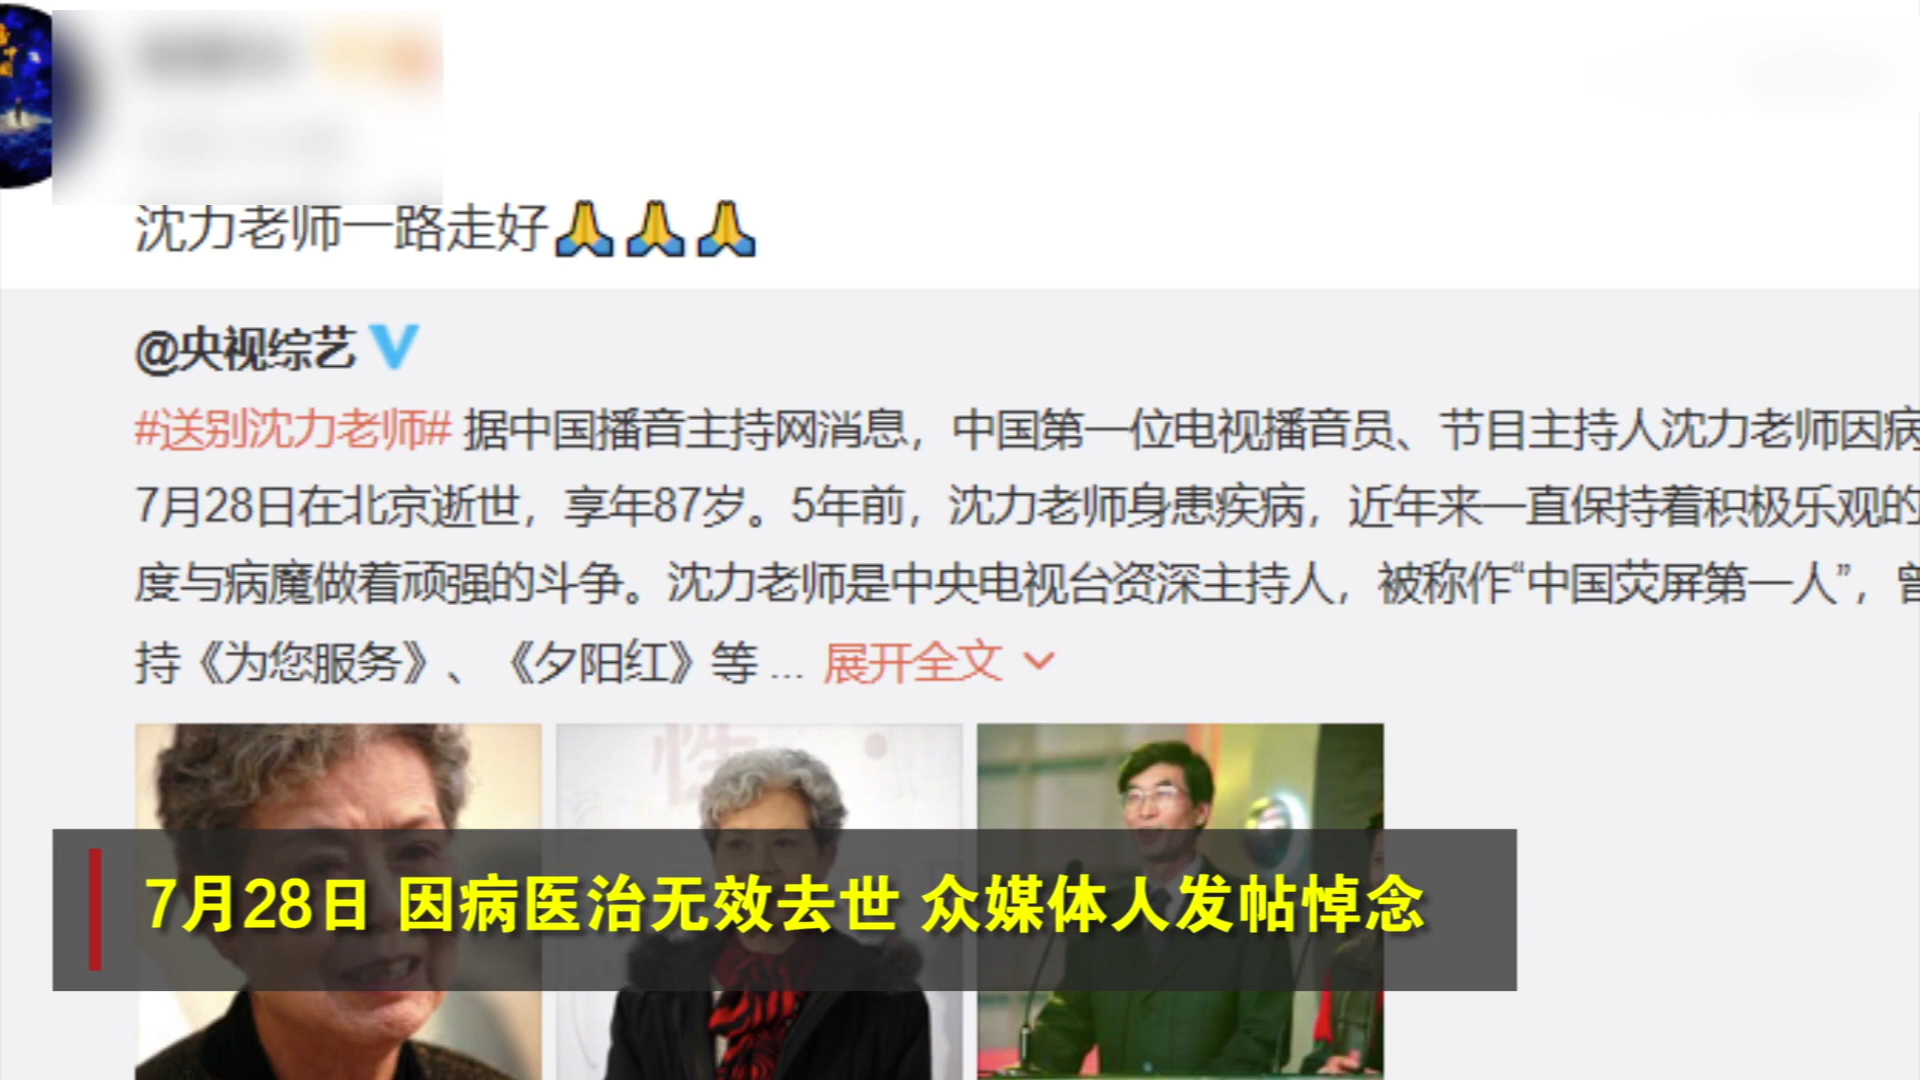 沈力老师一路走好🙏🙏🙏
@央视综艺
#送别沈力老师# 据中国播音主持网消息，中国第一位电视播音员、节目主持人沈力老师因病
7月28日在北京逝世，享年87岁。5年前，沈力老师身患疾病，近年来一直保持着积极乐观的
度与病魔做着顽强的斗争。沈力老师是中央电视台资深主持人，被称作“中国荧屏第一人”，曾
持《为您服务》、《夕阳红》等 ... 展开全文
性
7月28日 因病医治无效去世 众媒体人发帖悼念